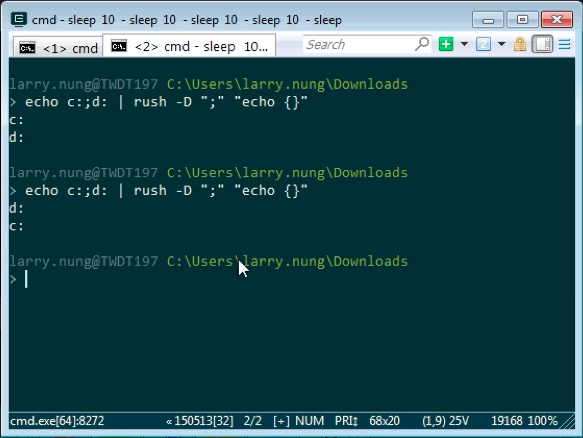 cmd - sleep 10 - sleep 10 - sleep 10 - sleep 10 - sleep
<1> cmd
<2> cmd - sleep 10...
Search
larry.nung@TWDT197 C:\Users\larry.nung\Downloads
> echo c:;d: | rush -D ";" "echo {}"
c:
d:
larry.nung@TWDT197 C:\Users\larry.nung\Downloads
> echo c:;d: | rush -D ";" "echo {}"
d:
c:
larry.nung@TWDT197 C:\Users\larry.nung\Downloads
>
cmd.exe[64]:8272 «150513[32] 2/2 [+] NUM PRI↕ 68x20 (1,9) 25V 19168 100%